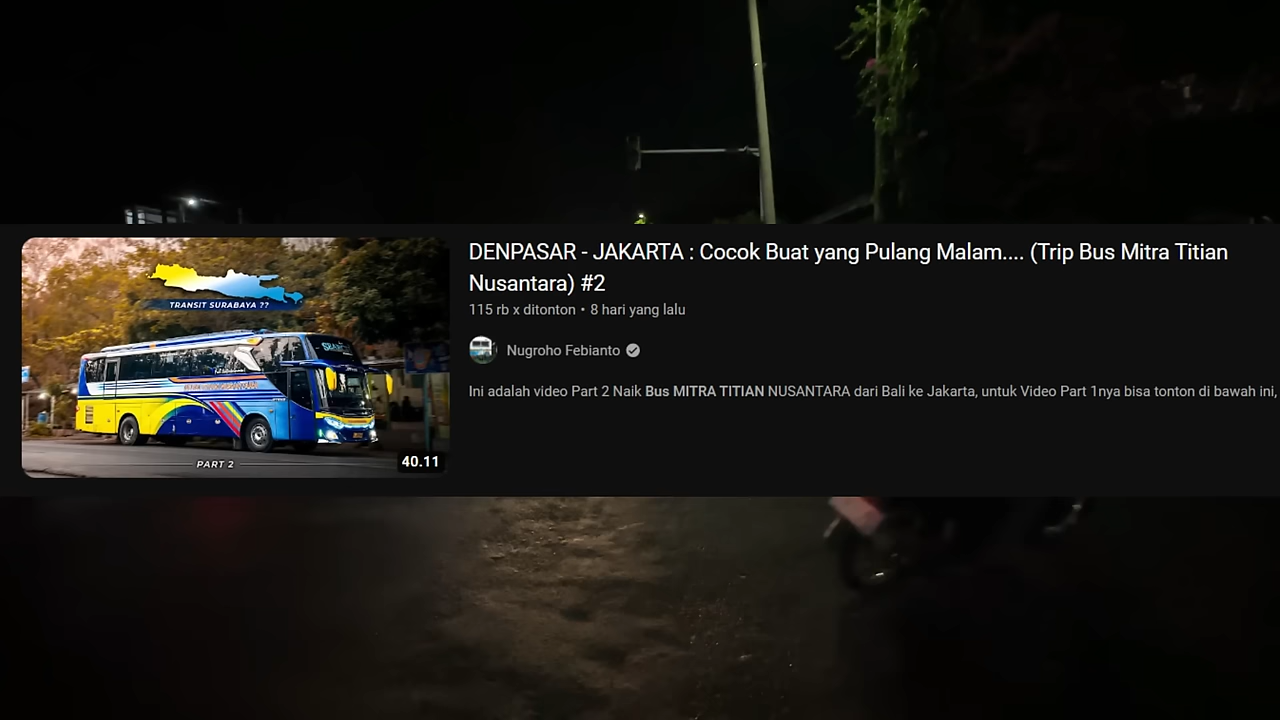 DENPASAR - JAKARTA : Cocok Buat yang Pulang Malam.... (Trip Bus Mitra Titian
Nusantara) #2
115 rb x ditonton • 8 hari yang lalu
Nugroho Febianto
Ini adalah video Part 2 Naik Bus MITRA TITIAN NUSANTARA dari Bali ke Jakarta, untuk Video Part 1nya bisa tonton di bawah ini,
TRANSIT SURABAYA ??
PART 2
40.11